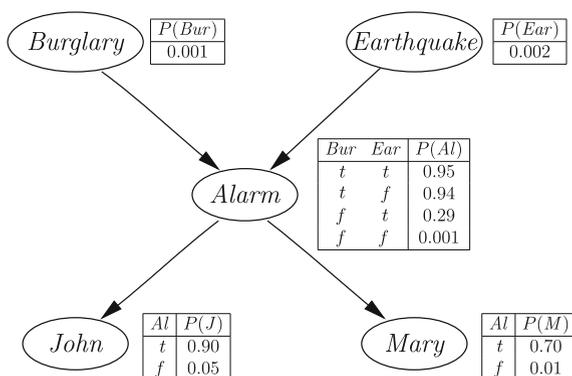 Burglary
P(Bur)
0.001
Earthquake
P(Ear)
0.002
Alarm
Bur Ear P(Al)
t t 0.95
t f 0.94
f t 0.29
f f 0.001
John
Al P(J)
t 0.90
f 0.05
Mary
Al P(M)
t 0.70
f 0.01